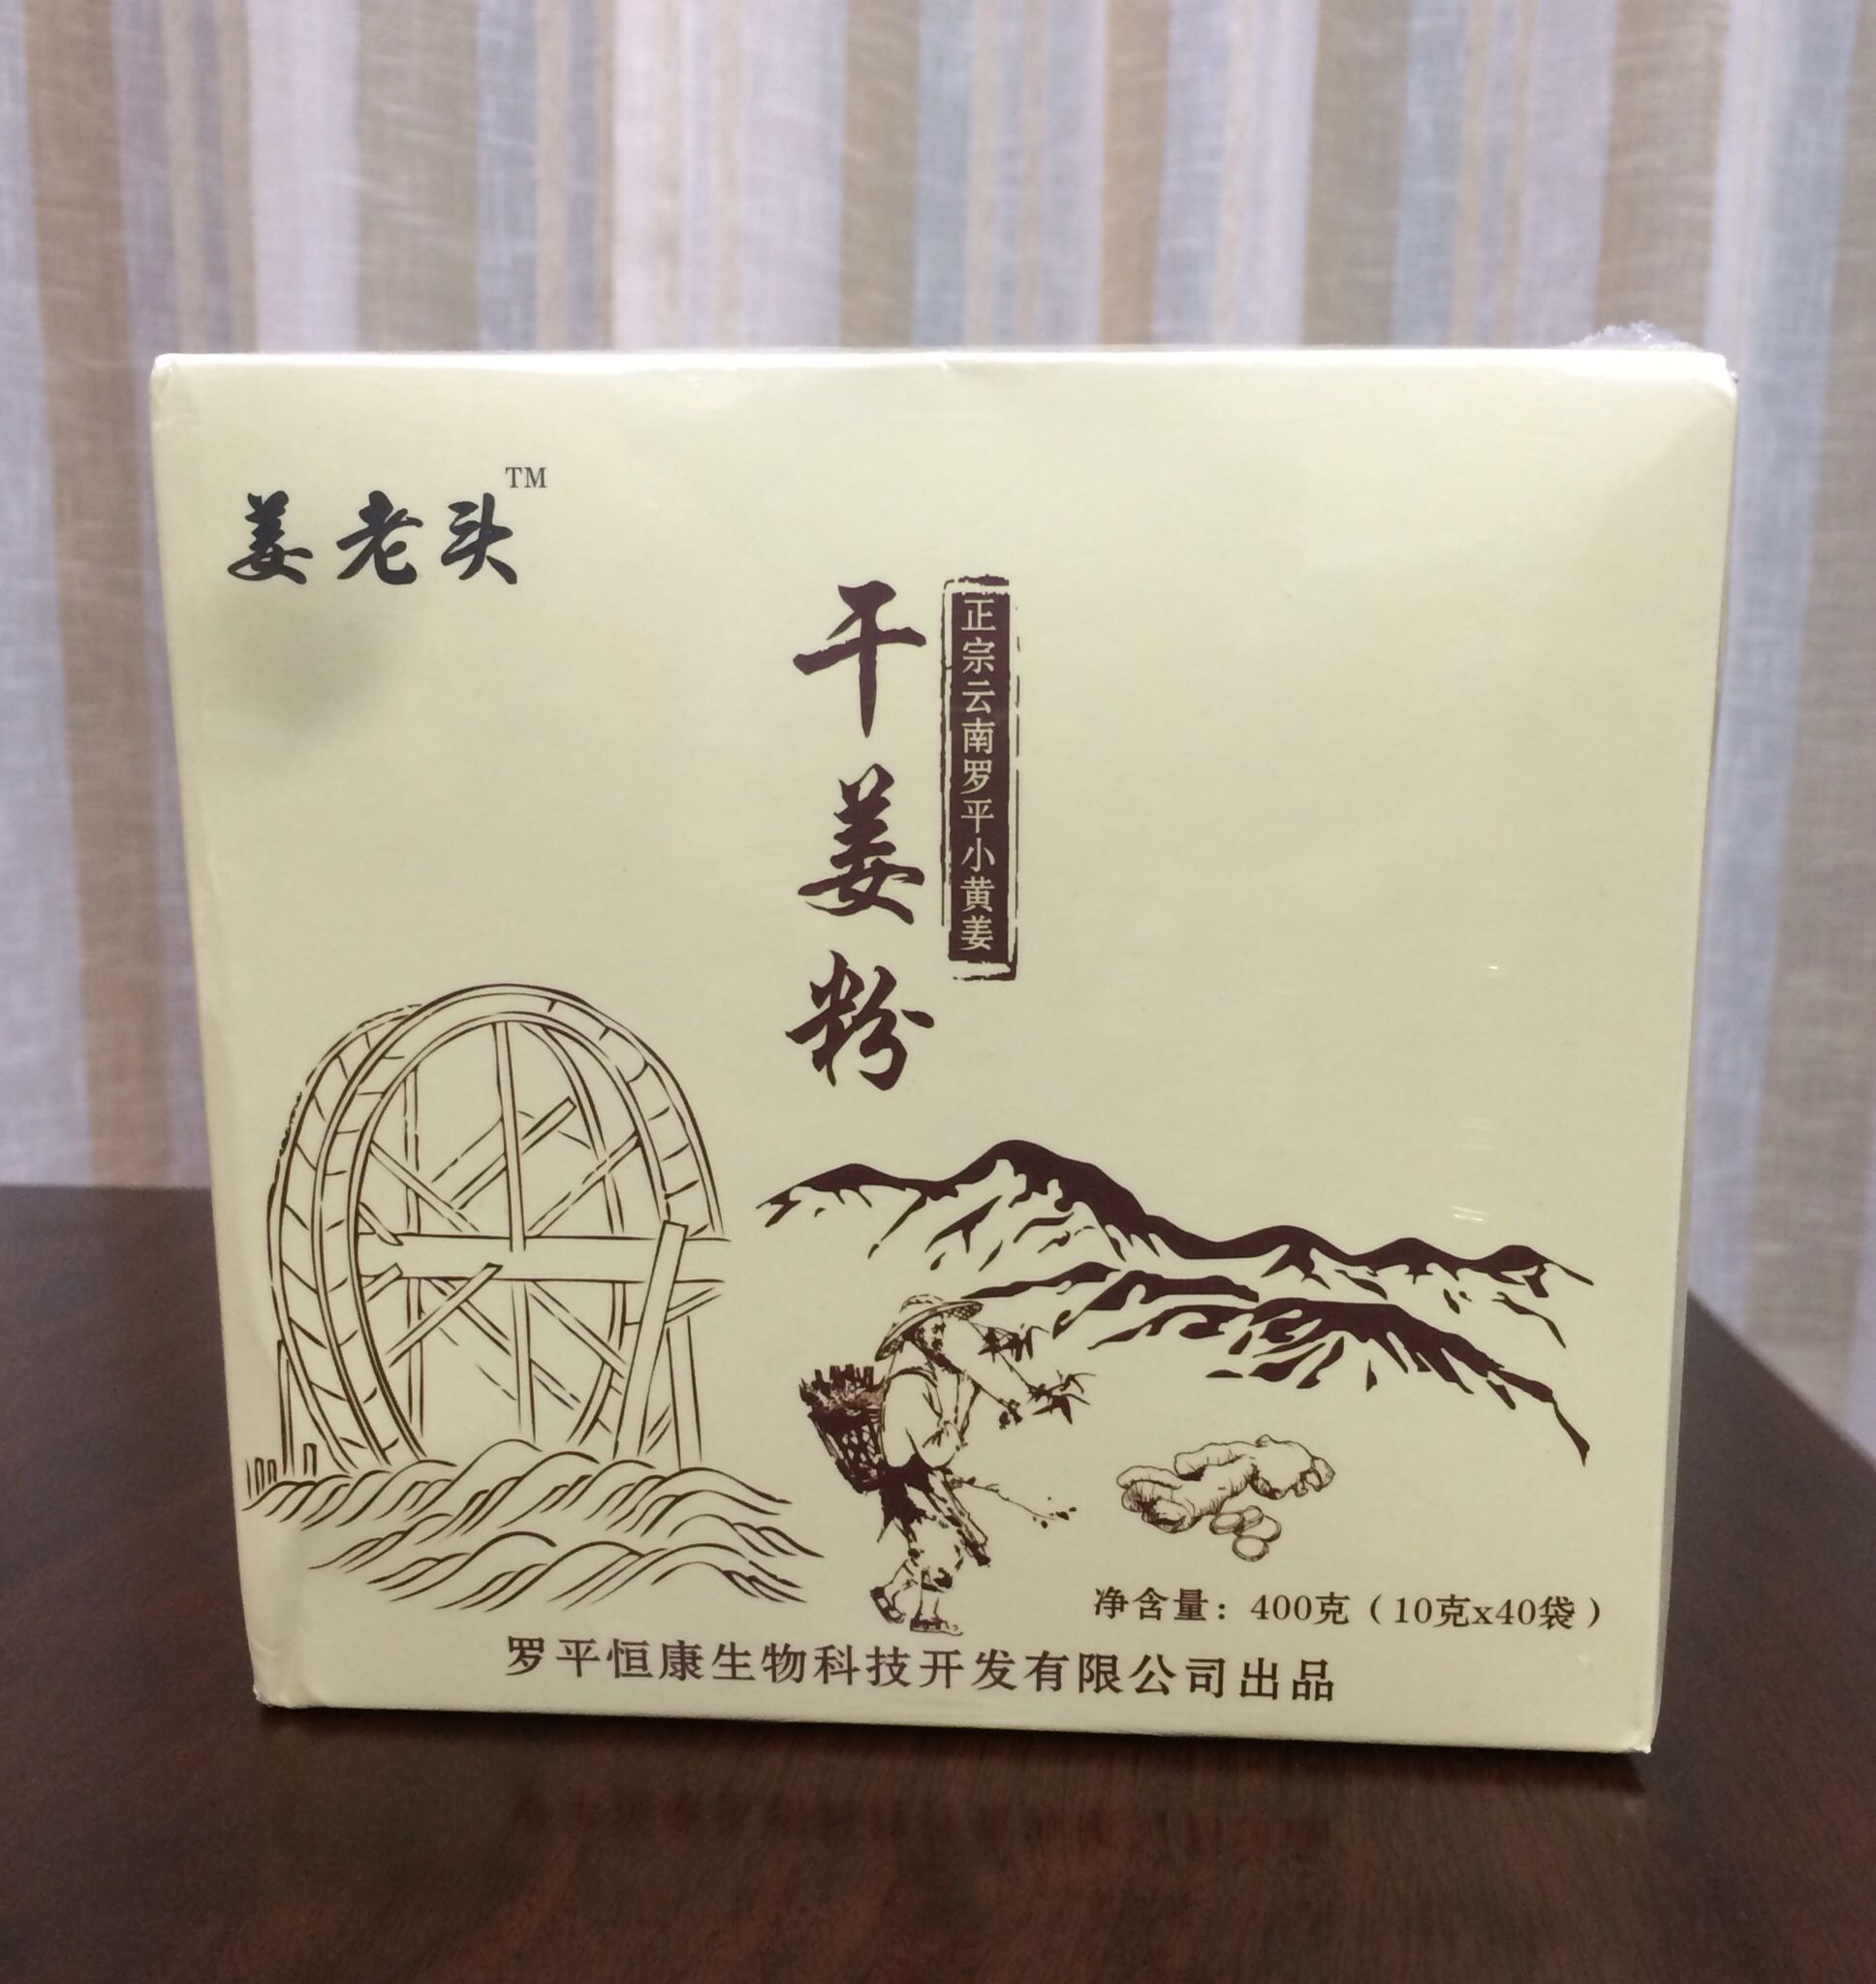 姜老头™
干姜粉
正宗云南罗平小黄姜
净含量：400克（10克x40袋）
罗平恒康生物科技开发有限公司出品